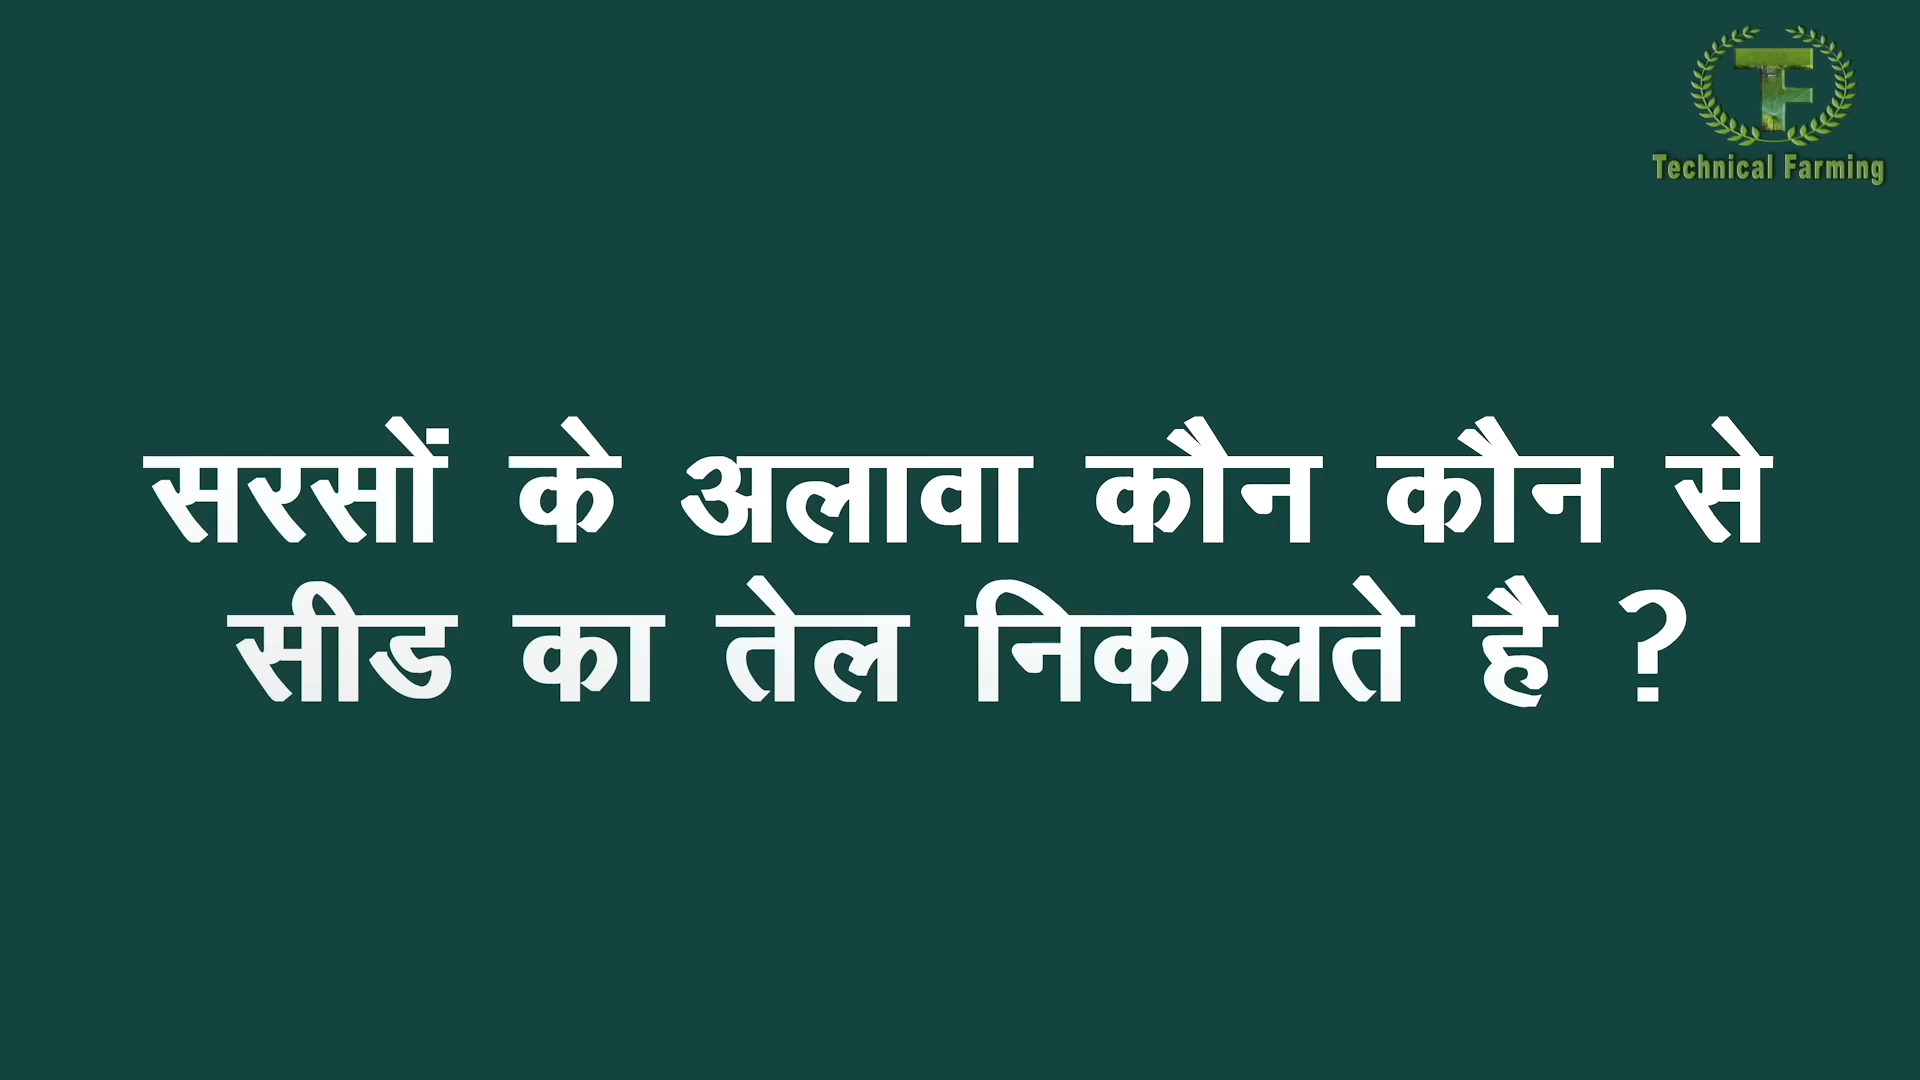 Technical Farming
सरसों के अलावा कौन कौन से
सीड का तेल निकालते है ?